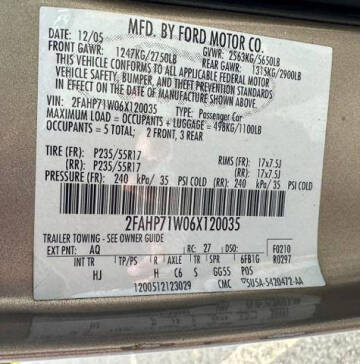 MFD. BY FORD MOTOR CO.
DATE: 12/05 GVWR: 2563KG/5650LB
FRONT GAWR: 1247KG/2750LB REAR GAWR: 1315KG/2900LB
THIS VEHICLE CONFORMS TO ALL APPLICABLE FEDERAL MOTOR
VEHICLE SAFETY, BUMPER, AND THEFT PREVENTION STANDARDS
IN EFFECT ON THE DATE OF MANUFACTURE SHOWN ABOVE.
VIN: 2FAHP71W06X120035 TYPE: Passenger Car
MAXIMUM LOAD = OCCUPANTS + LUGGAGE = 498KG/1100LB
OCCUPANTS = 5 TOTAL: 2 FRONT, 3 REAR
TIRE (FR): P235/55R17 RIMS (FR): 17x7.5J
(RR): P235/55R17 (RR): 17x7.5J
PRESSURE (FR): 240 kPa/ 35 PSI COLD (RR): 240 kPa/ 35 PSI COLD
2FAHP71W06X120035
TRAILER TOWING - SEE OWNER GUIDE
EXT PNT: AQ RC: 27 DSO: F0210
INT TR TP R AXLE TR SPR 6FB1G R0297
HJ H C6 S GG55 POS
1200512123029 CMC 5U5A-5420472-AA